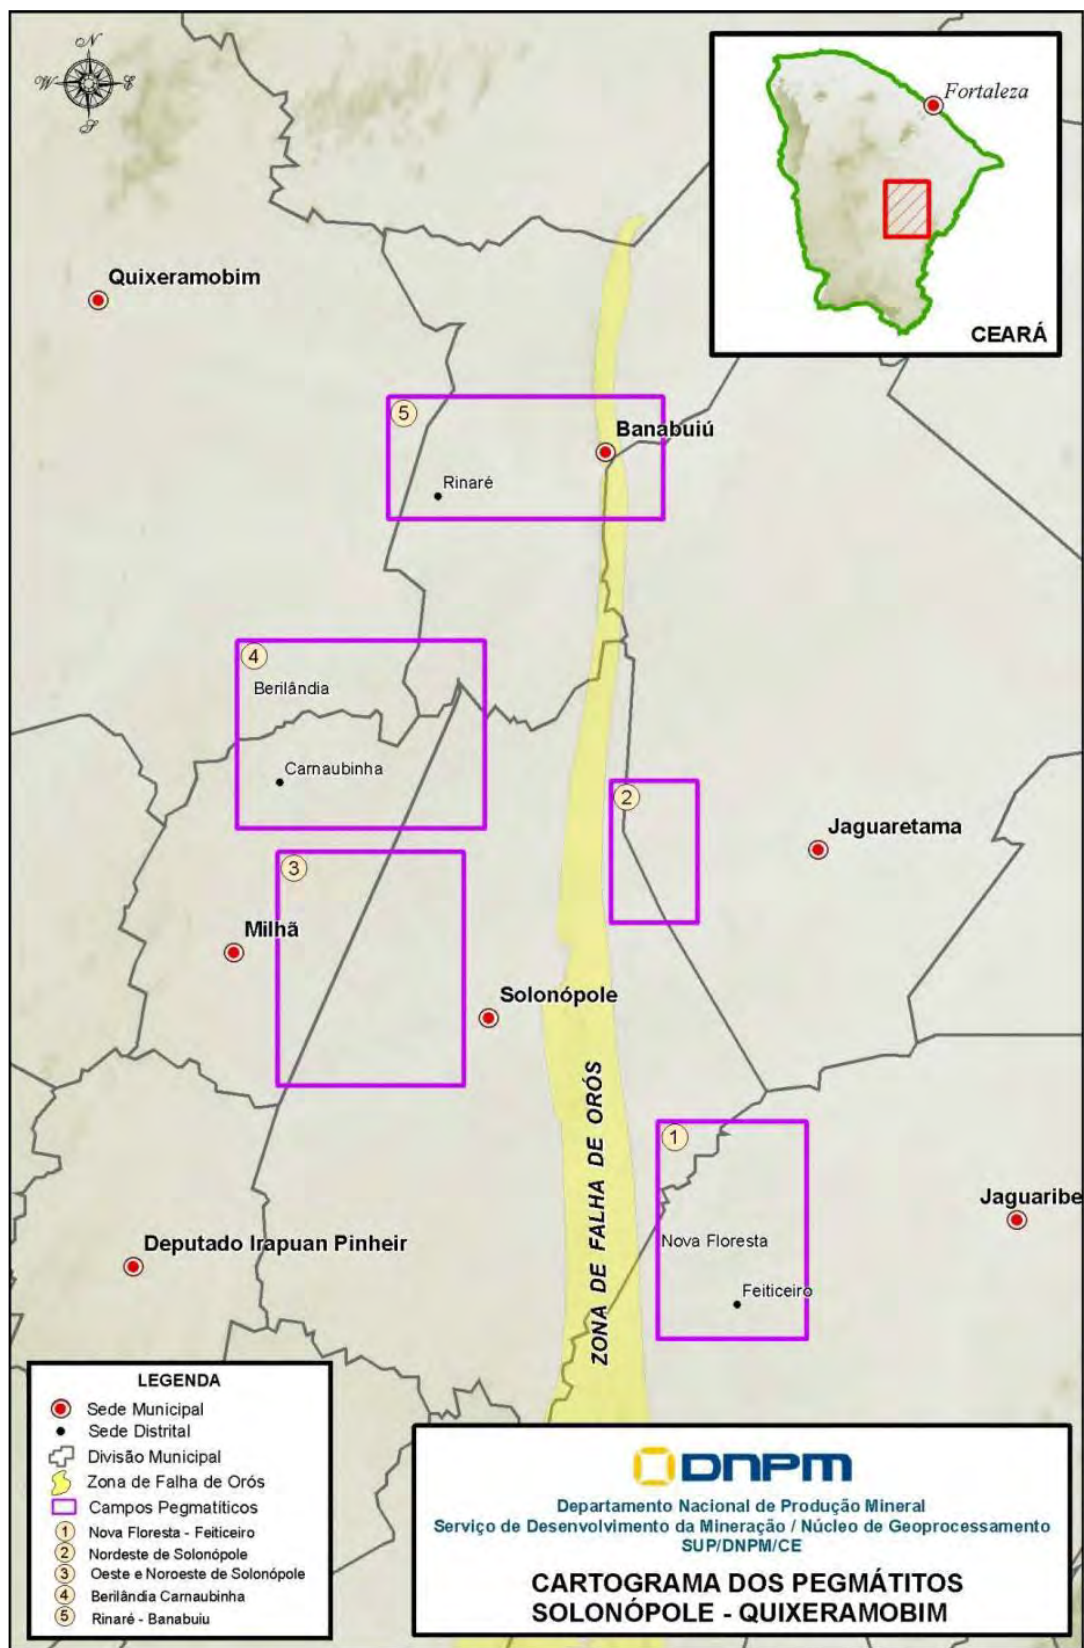 N
W
E
S
Fortaleza
CEARÁ
Quixeramobim
5
Banabuiú
Rinaré
4
Berilândia
Carnaubinha
2
Jaguaretama
3
Milhã
Solonópole
ZONA DE FALHA DE ORÓS
1
Jaguaribe
Nova Floresta
Deputado Irapuan Pinheir
Feiticeiro
LEGENDA
Sede Municipal
Sede Distrital
Divisão Municipal
Zona de Falha de Orós
Campos Pegmatíticos
1 Nova Floresta - Feiticeiro
2 Nordeste de Solonópole
3 Oeste e Noroeste de Solonópole
4 Berilândia Carnaubinha
5 Rinaré - Banabuiu
DNPM
Departamento Nacional de Produção Mineral
Serviço de Desenvolvimento da Mineração / Núcleo de Geoprocessamento
SUP/DNPM/CE
CARTOGRAMA DOS PEGMÁTITOS
SOLONÓPOLE - QUIXERAMOBIM